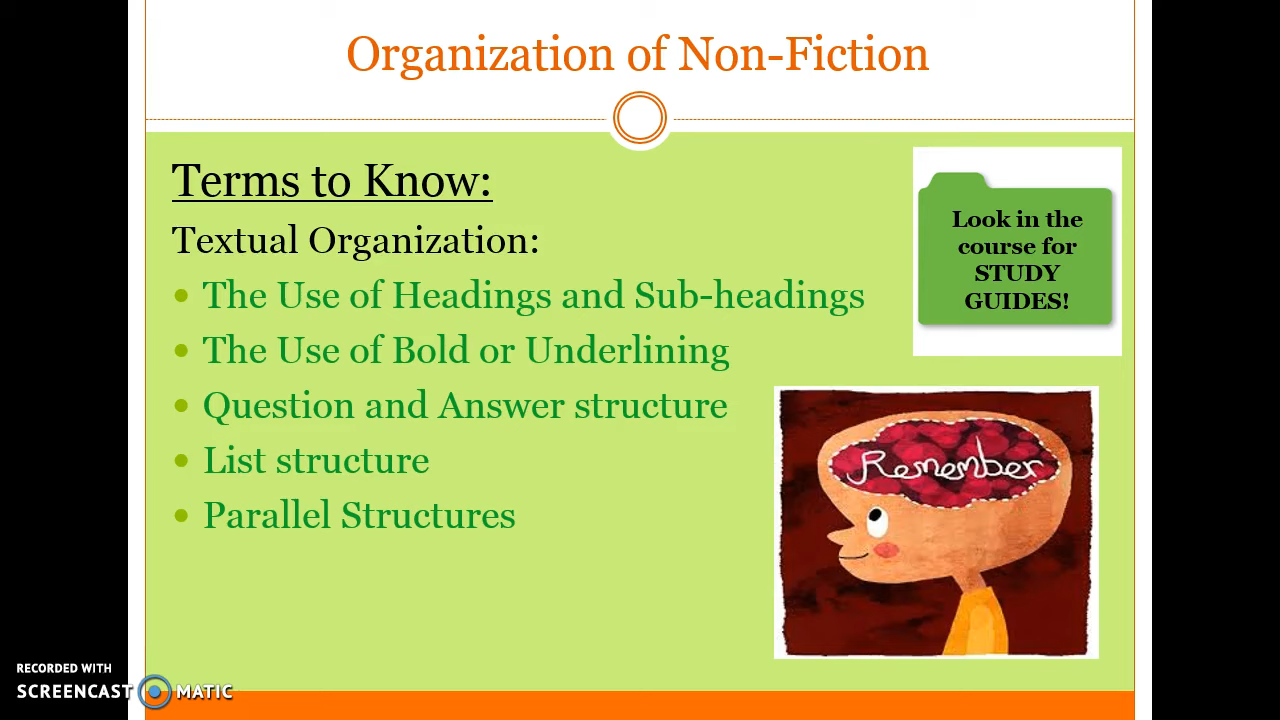 Organization of Non-Fiction
Terms to Know:
Textual Organization:
The Use of Headings and Sub-headings
The Use of Bold or Underlining
Question and Answer structure
List structure
Parallel Structures
Look in the
course for
STUDY
GUIDES!
Remember
RECORDED WITH
SCREENCAST MATIC